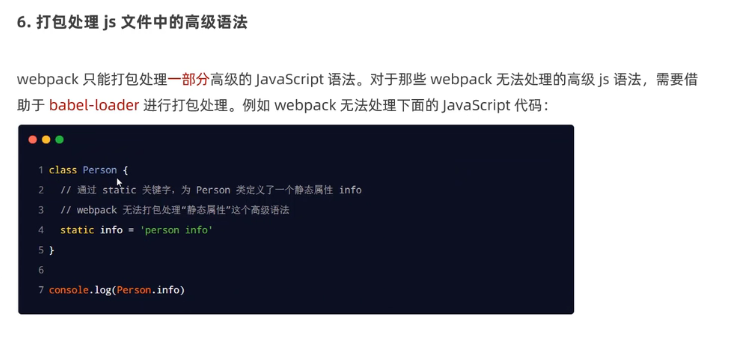 6. 打包处理 js 文件中的高级语法
webpack 只能打包处理一部分高级的 JavaScript 语法。对于那些 webpack 无法处理的高级 js 语法，需要借
助于 babel-loader 进行打包处理。例如 webpack 无法处理下面的 JavaScript 代码：
1 class Person {
2 // 通过 static 关键字，为 Person 类定义了一个静态属性 info
3 // webpack 无法打包处理“静态属性”这个高级语法
4 static info = 'person info'
5 }
6
7 console.log(Person.info)